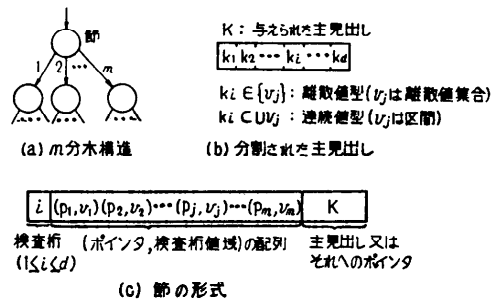 節
1 2 ⋯ m
(a) m分木構造
K: 与えられた主見出し
k1 k2 ⋯ ki ⋯ kd
ki ∈ {vj}: 離散値型(vjは離散値集合)
ki ⊂ ∪vj: 連続値型(vjは区間)
(b) 分割された主見出し
i (p1,v1)(p2,v2)⋯(pj,vj)⋯(pm,vm) K
検査桁 (ポインタ,検査桁値域)の配列 主見出し又は
(1≤i≤d) それへのポインタ
(c) 節の形式